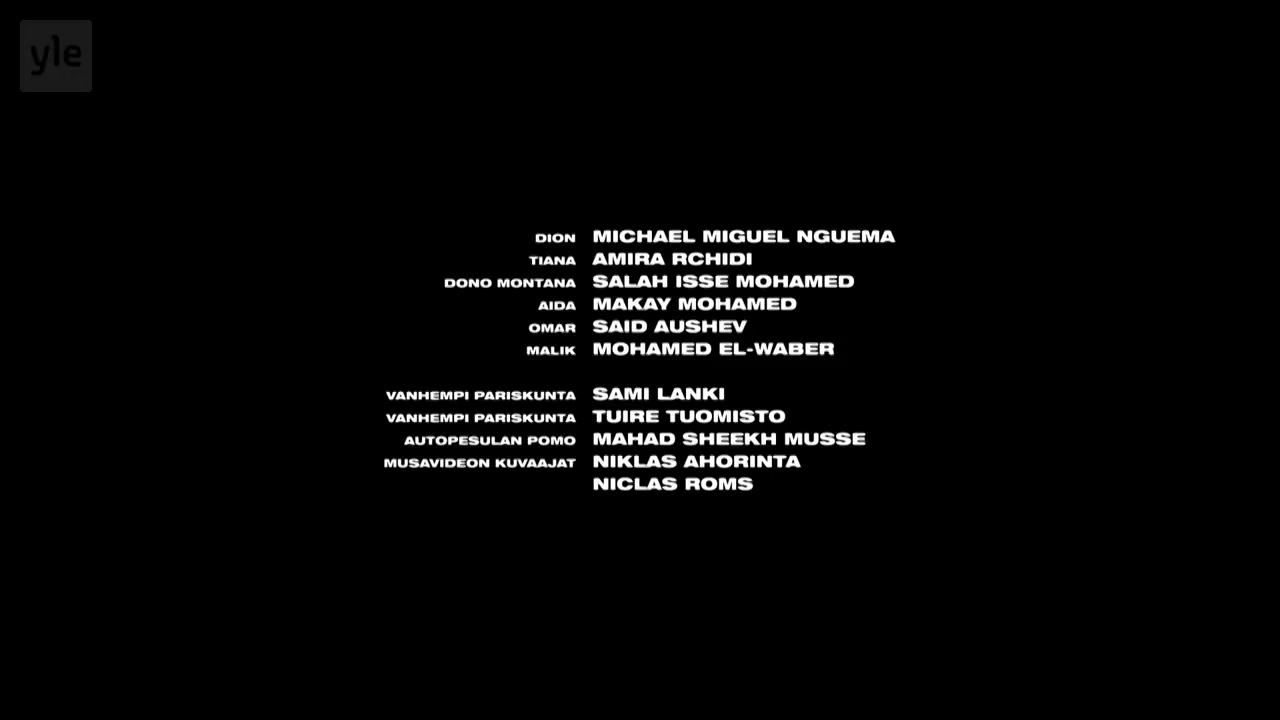 yle
DION MICHAEL MIGUEL NGUEMA
TIANA AMIRA RCHIDI
DONO MONTANA SALAH ISSE MOHAMED
AIDA MAKAY MOHAMED
OMAR SAID AUSHEV
MALIK MOHAMED EL-WABER
VANHEMPI PARISKUNTA SAMI LANKI
VANHEMPI PARISKUNTA TUIRE TUOMISTO
AUTOPESULAN POMO MAHAD SHEEKH MUSSE
MUSAVIDEON KUVAAJAT NIKLAS AHORINTA
NICLAS ROMS